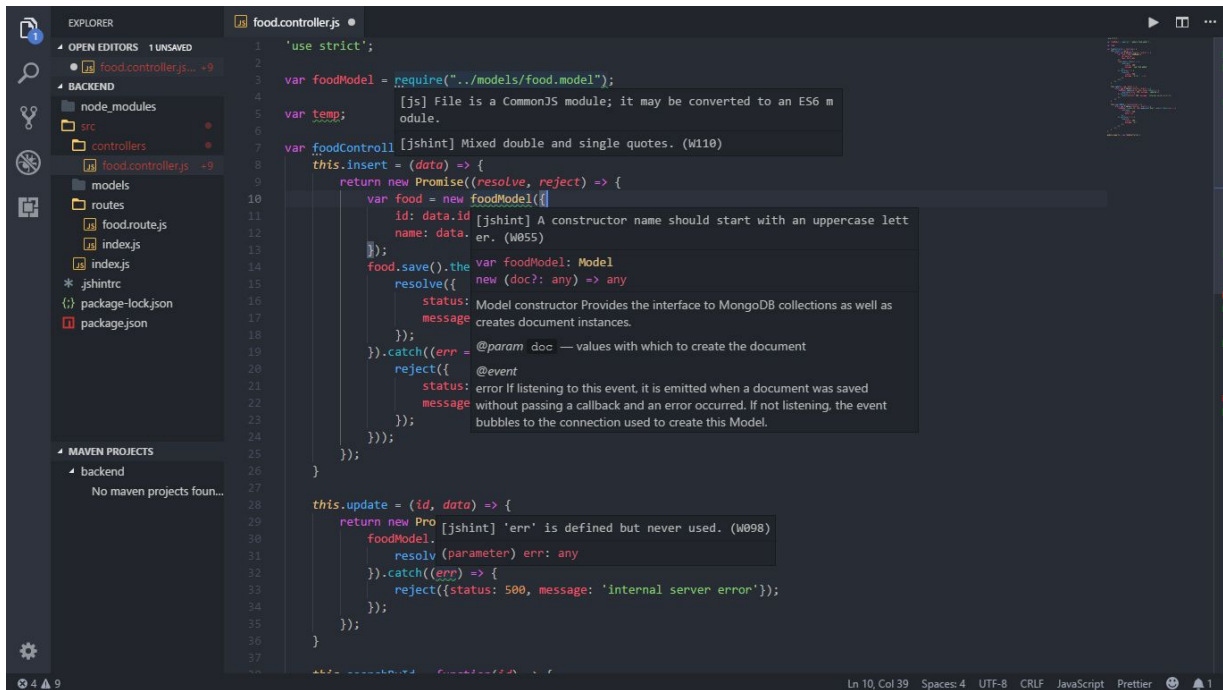 EXPLORER
OPEN EDITORS 1 UNSAVED
food.controller.js... +9
BACKEND
node_modules
src
controllers
food.controller.js +9
models
routes
food.route.js
index.js
index.js
.jshintrc
package-lock.json
package.json
MAVEN PROJECTS
backend
No maven projects foun...
food.controller.js
1 'use strict';
2
3 var foodModel = require("../models/food.model");
4
[js] File is a CommonJS module; it may be converted to an ES6 m
odule.
5 var temp;
6
[jshint] Mixed double and single quotes. (W110)
7 var foodControll
8 this.insert = (data) => {
9 return new Promise((resolve, reject) => {
10 var food = new foodModel({
11 id: data.id
12 name: data.
13 });
14 food.save().the
15 resolve({
16 status:
17 message
18 });
19 }).catch((err =
20 reject({
21 status:
22 message
23 });
24 }));
25 });
26 }
27
[jshint] A constructor name should start with an uppercase lett
er. (W055)
var foodModel: Model
new (doc?: any) => any
Model constructor Provides the interface to MongoDB collections as well as
creates document instances.
@param doc — values with which to create the document
@event
error If listening to this event, it is emitted when a document was saved
without passing a callback and an error occurred. If not listening, the event
bubbles to the connection used to create this Model.
28 this.update = (id, data) => {
29 return new Pro
30 foodModel.
31 resolv
[jshint] 'err' is defined but never used. (W098)
(parameter) err: any
32 }).catch((err) => {
33 reject({status: 500, message: 'internal server error'});
34 });
35 });
36 }
37
4 9
Ln 10, Col 39 Spaces: 4 UTF-8 CRLF JavaScript Prettier 1